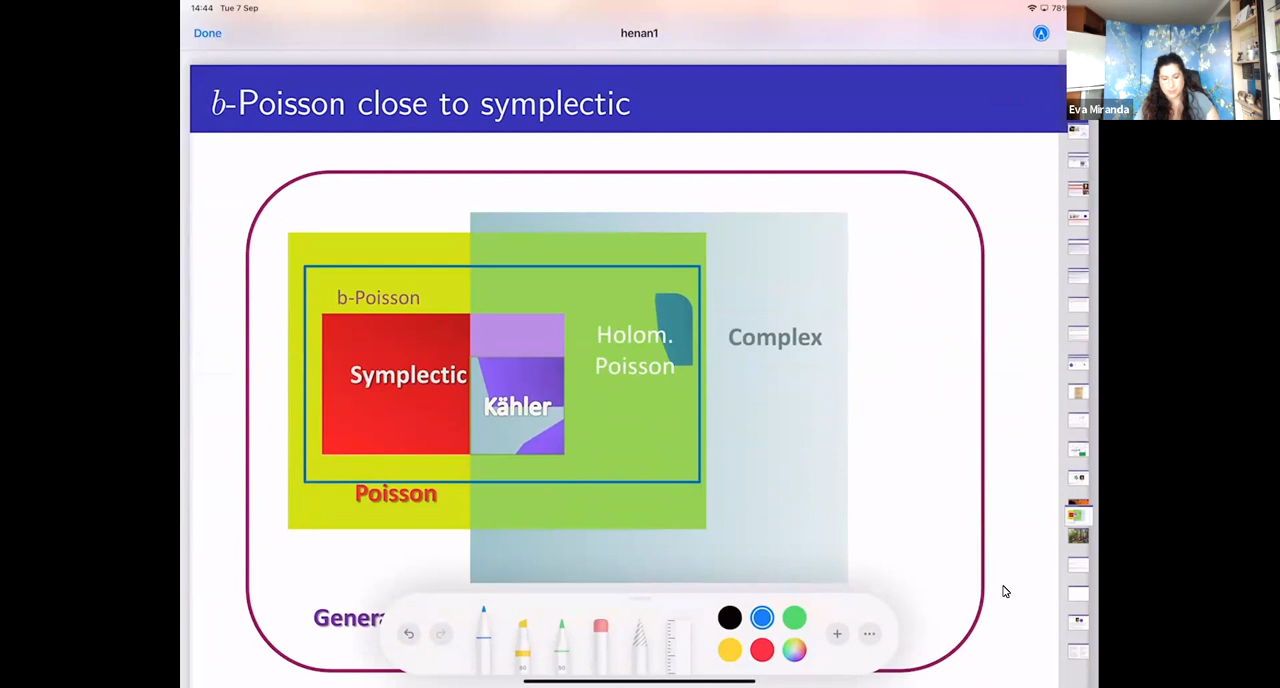 14:44 Tue 7 Sep
78%
Done
henan1
Eva Miranda
b-Poisson close to symplectic
b-Poisson
Holom.
Poisson
Complex
Symplectic
Kähler
Poisson